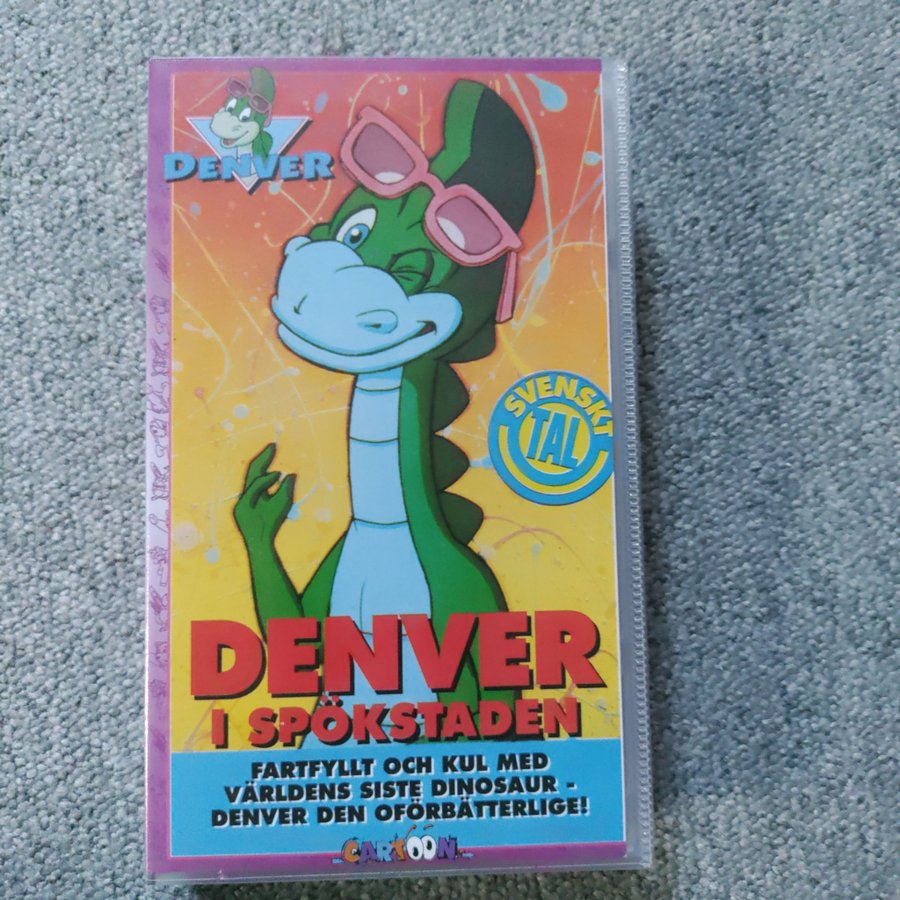 DENVER
SVENSKT
TAL
DENVER
I SPÖKSTADEN
FARTFYLLT OCH KUL MED
VÄRLDENS SISTE DINOSAUR -
DENVER DEN OFÖRBÄTTERLIGE!
CARTOON